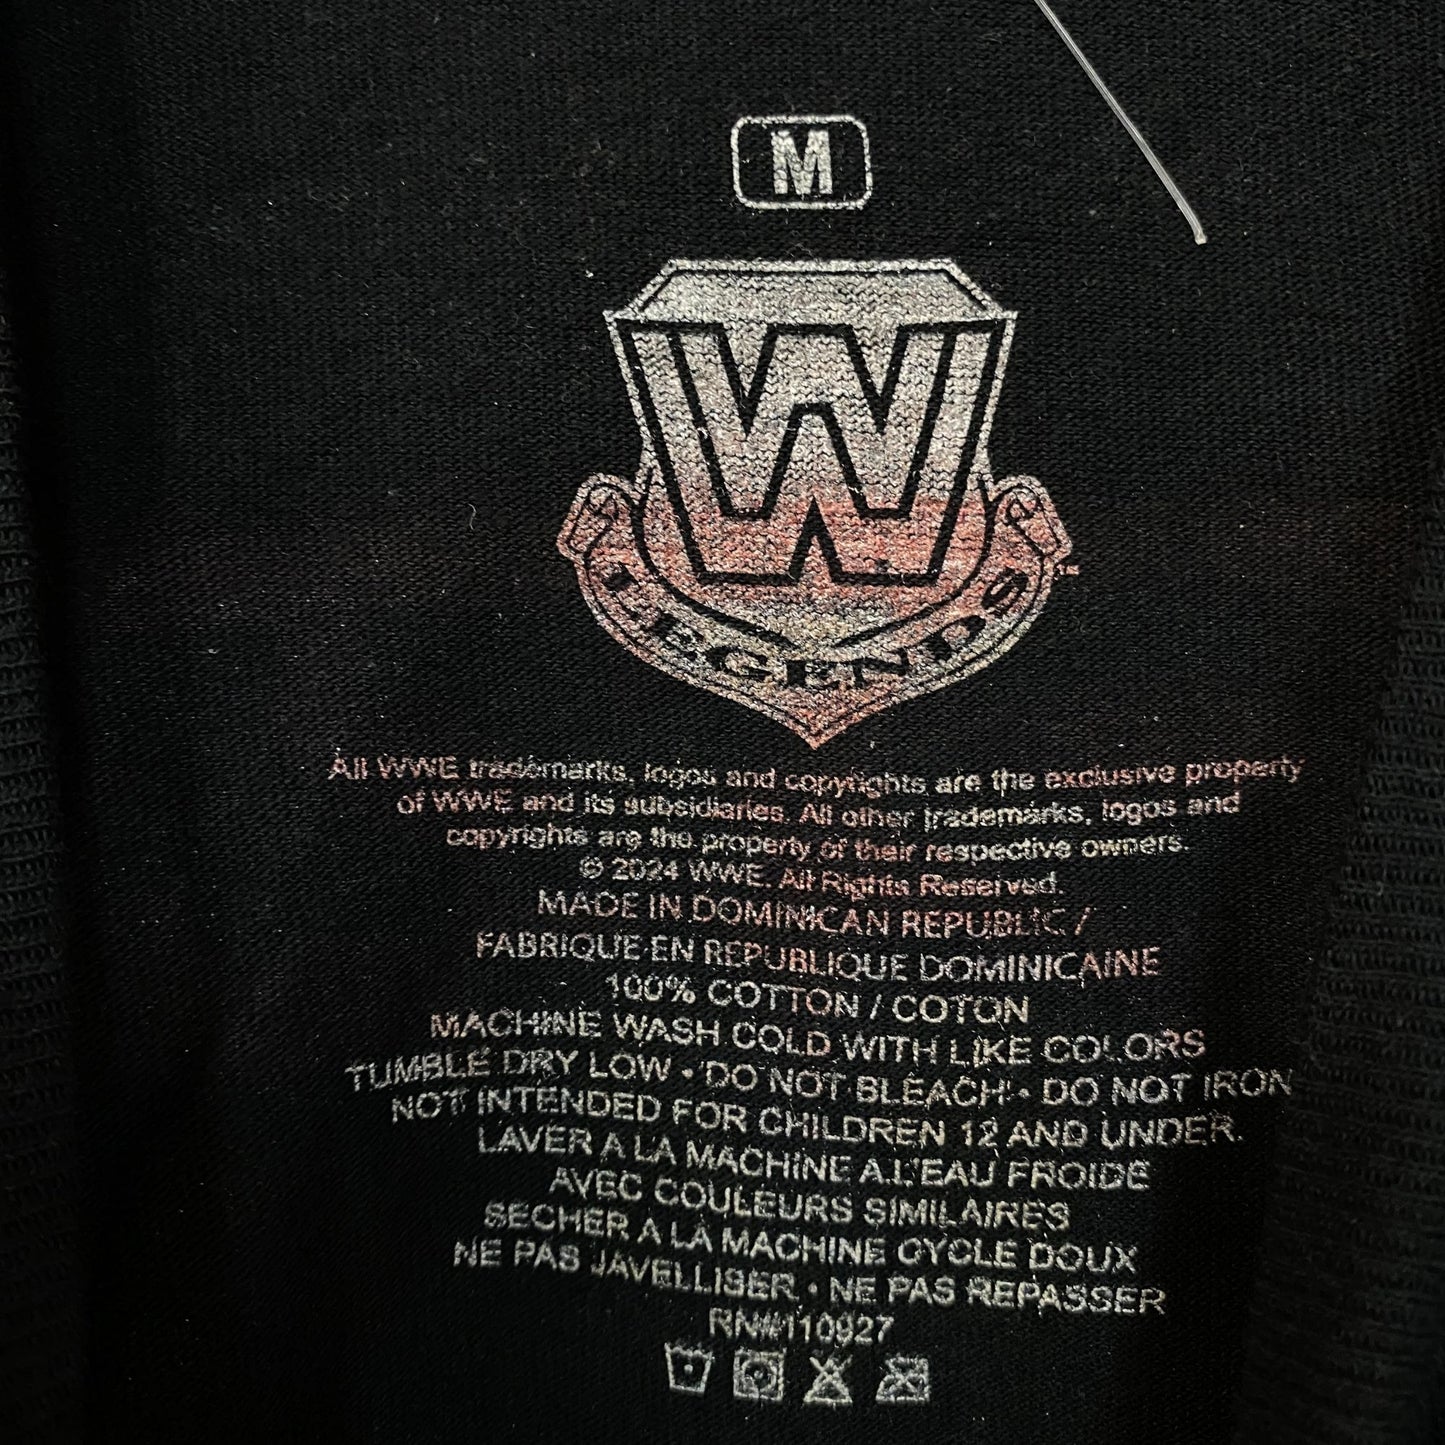 M
W
LEGENDS
TM
All WWE trademarks, logos and copyrights are the exclusive property
of WWE and its subsidiaries. All other trademarks, logos and
copyrights are the property of their respective owners.
© 2024 WWE. All Rights Reserved.
MADE IN DOMINICAN REPUBLIC /
FABRIQUE EN REPUBLIQUE DOMINICAINE
100% COTTON / COTON
MACHINE WASH COLD WITH LIKE COLORS
TUMBLE DRY LOW • DO NOT BLEACH • DO NOT IRON
NOT INTENDED FOR CHILDREN 12 AND UNDER.
LAVER A LA MACHINE A L'EAU FROIDE
AVEC COULEURS SIMILAIRES
SECHER A LA MACHINE CYCLE DOUX
NE PAS JAVELLISER • NE PAS REPASSER
RN#110927